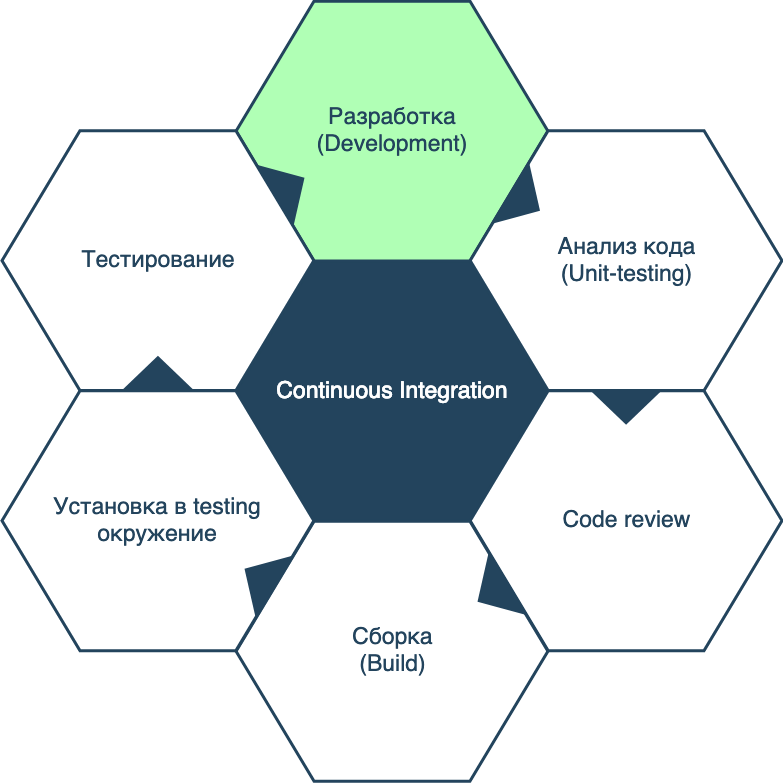 Разработка
(Development)
Анализ кода
(Unit-testing)
Тестирование
Continuous Integration
Code review
Установка в testing
окружение
Сборка
(Build)